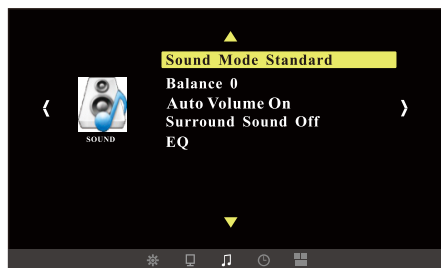 Sound Mode Standard
Balance 0
Auto Volume On
Surround Sound Off
EQ
SOUND